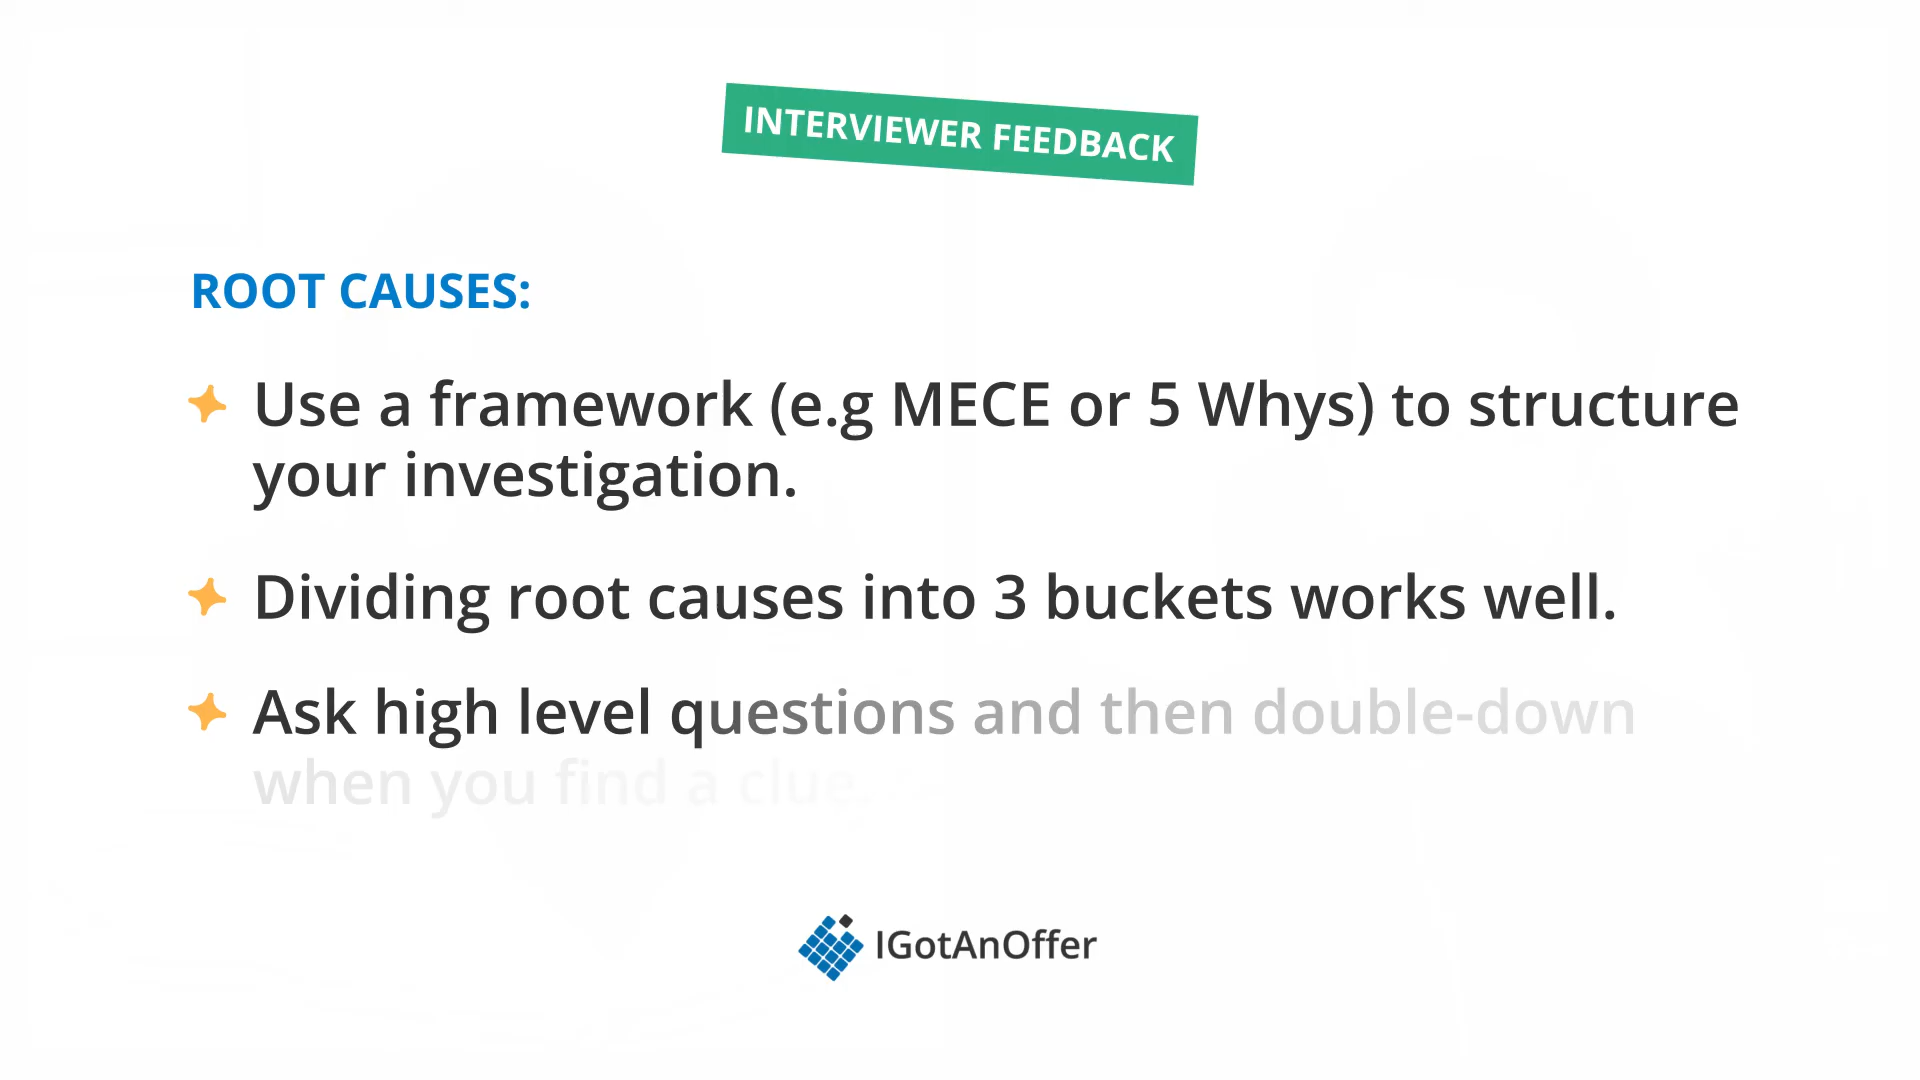 INTERVIEWER FEEDBACK
ROOT CAUSES:
Use a framework (e.g MECE or 5 Whys) to structure
your investigation.
Dividing root causes into 3 buckets works well.
Ask high level questions and then double-down
when you find a clue.
IGotAnOffer